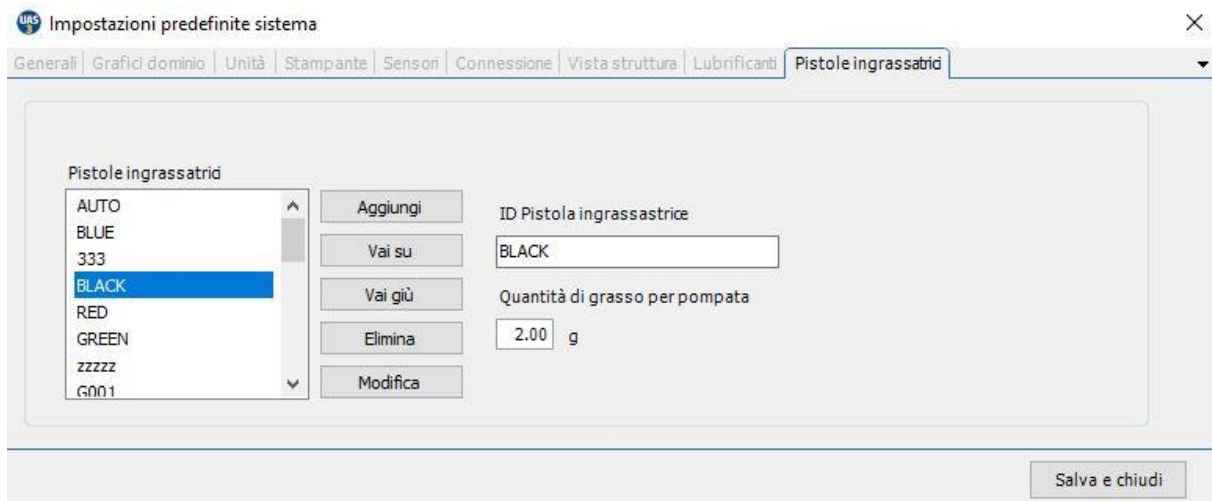 UAS
3
Impostazioni predefinite sistema
Generali
Grafici dominio
Unità
Stampante
Sensori
Connessione
Vista struttura
Lubrificanti
Pistole ingrassatrici
Pistole ingrassatrici
AUTO
BLUE
333
BLACK
RED
GREEN
zzzzz
G001
Aggiungi
Vai su
Vai giù
Elimina
Modifica
ID Pistola ingrassastrice
BLACK
Quantità di grasso per pompata
2.00 g
Salva e chiudi